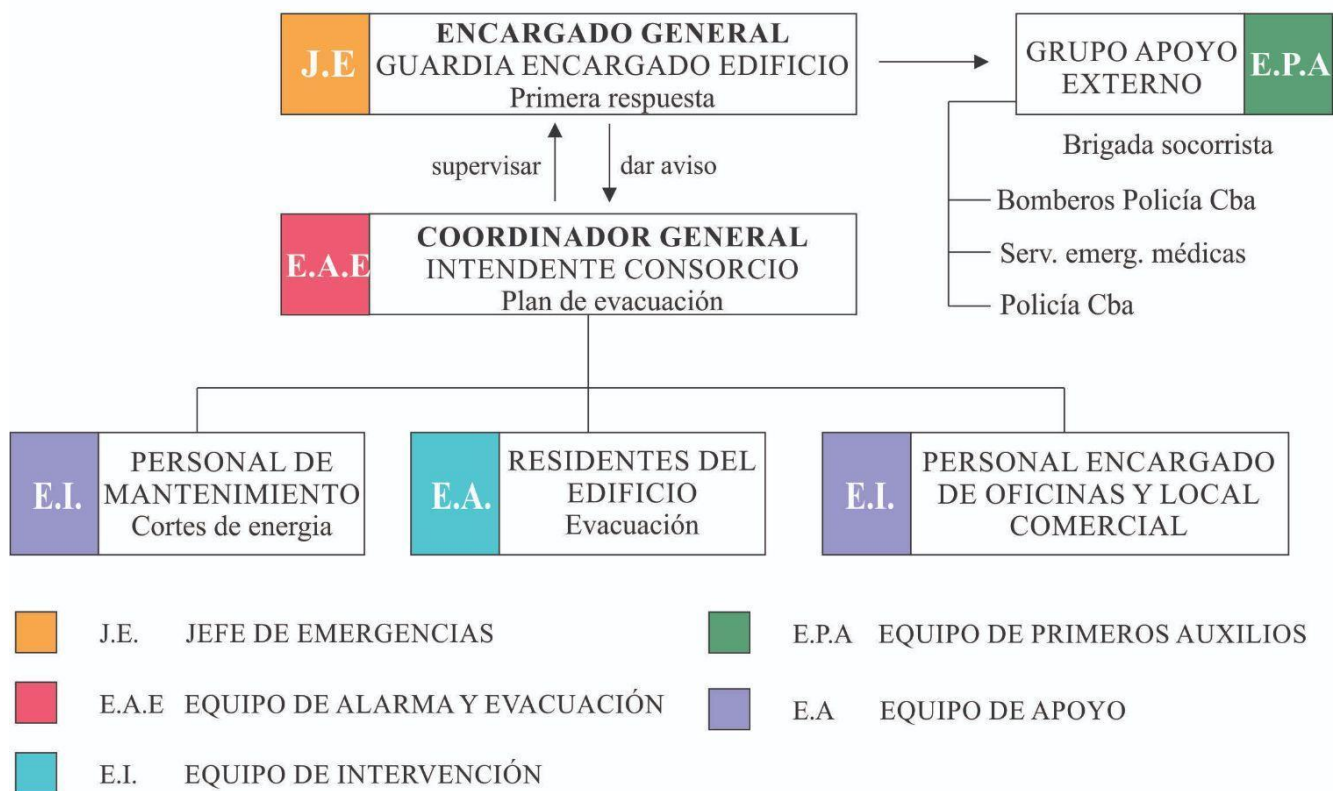 J.E
ENCARGADO GENERAL
GUARDIA ENCARGADO EDIFICIO
Primera respuesta
GRUPO APOYO
EXTERNO
E.P.A
Brigada socorrista
Bomberos Policía Cba
Serv. emerg. médicas
Policía Cba
supervisar
dar aviso
E.A.E
COORDINADOR GENERAL
INTENDENTE CONSORCIO
Plan de evacuación
E.I.
PERSONAL DE
MANTENIMIENTO
Cortes de energia
E.A.
RESIDENTES DEL
EDIFICIO
Evacuación
E.I.
PERSONAL ENCARGADO
DE OFICINAS Y LOCAL
COMERCIAL
J.E. JEFE DE EMERGENCIAS
E.A.E EQUIPO DE ALARMA Y EVACUACIÓN
E.I. EQUIPO DE INTERVENCIÓN
E.P.A EQUIPO DE PRIMEROS AUXILIOS
E.A EQUIPO DE APOYO